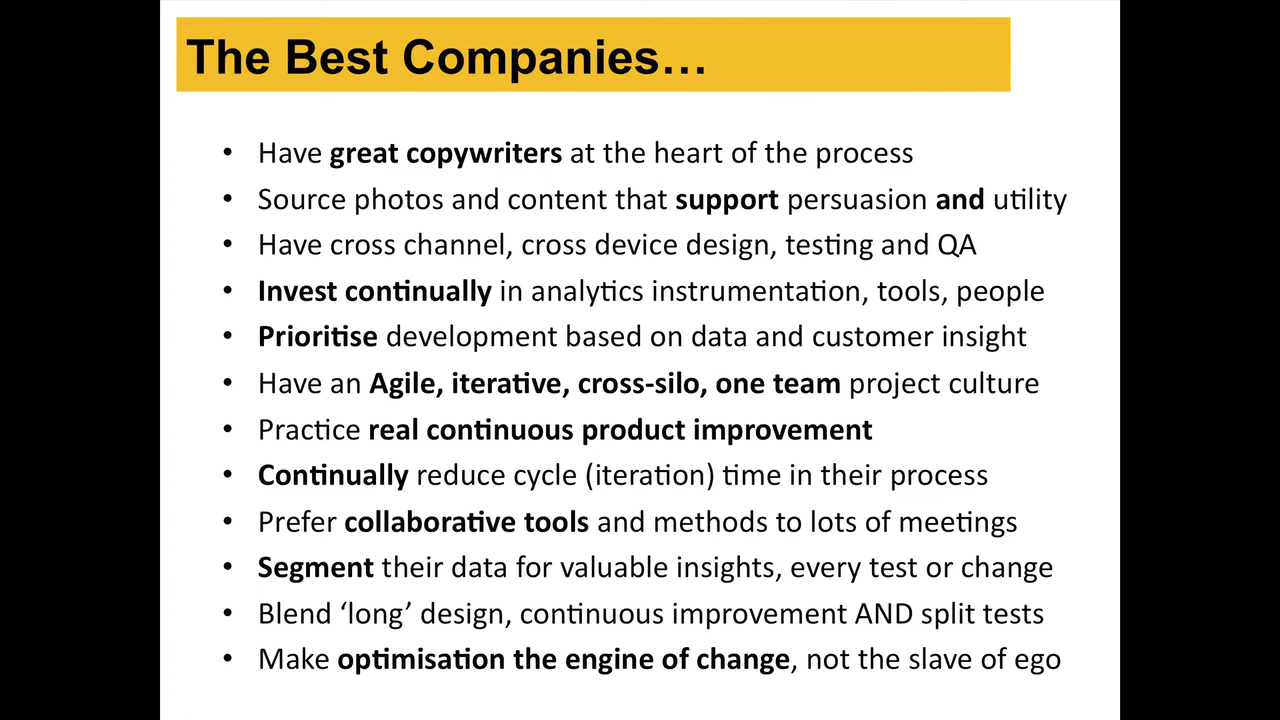 The Best Companies…
• Have great copywriters at the heart of the process
• Source photos and content that support persuasion and utility
• Have cross channel, cross device design, testing and QA
• Invest continually in analytics instrumentation, tools, people
• Prioritise development based on data and customer insight
• Have an Agile, iterative, cross-silo, one team project culture
• Practice real continuous product improvement
• Continually reduce cycle (iteration) time in their process
• Prefer collaborative tools and methods to lots of meetings
• Segment their data for valuable insights, every test or change
• Blend ‘long’ design, continuous improvement AND split tests
• Make optimisation the engine of change, not the slave of ego